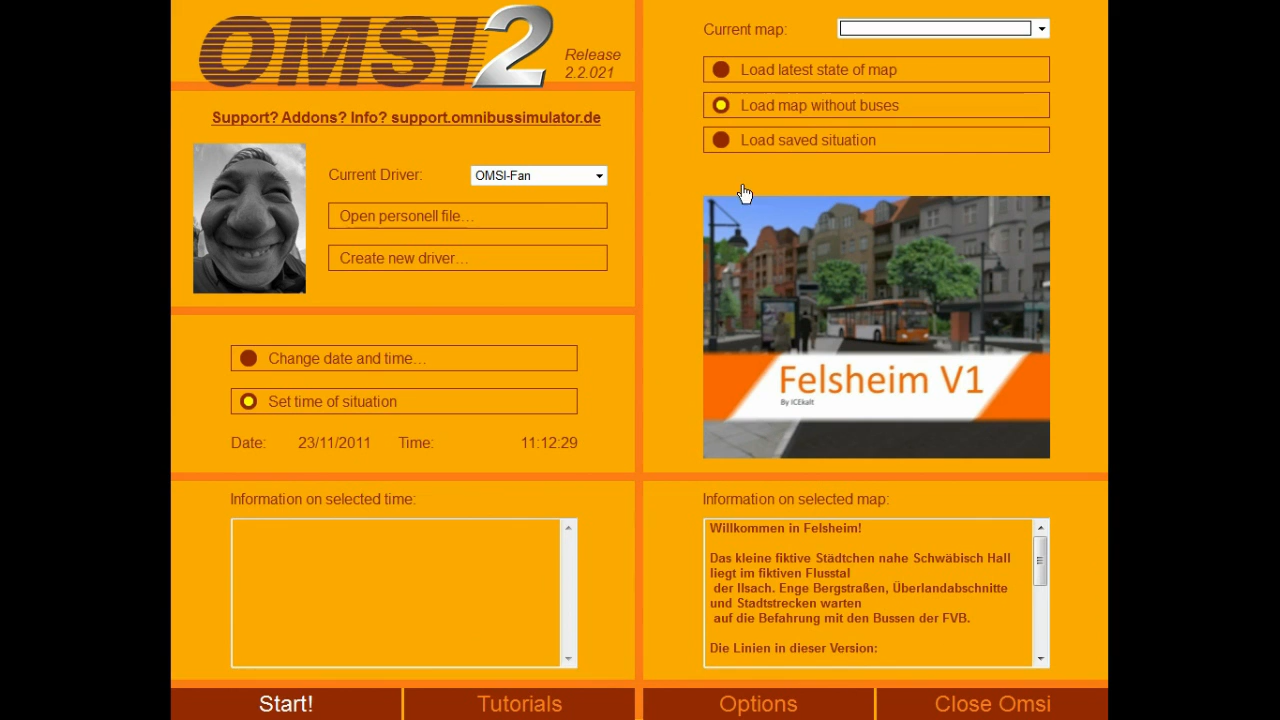 OMSI2
Release
2.2.021
Support? Addons? Info? support.omnibussimulator.de
Current Driver:
OMSI-Fan
Open personell file...
Create new driver...
Change date and time...
Set time of situation
Date: 23/11/2011 Time: 11:12:29
Information on selected time:
Current map:
Load latest state of map
Load map without buses
Load saved situation
Felsheim V1
By ICEkalt
Information on selected map:
Willkommen in Felsheim!
Das kleine fiktive Städtchen nahe Schwäbisch Hall
liegt im fiktiven Flusstal
der Ilsach. Enge Bergstraßen, Überlandabschnitte
und Stadtstrecken warten
auf die Befahrung mit den Bussen der FVB.
Die Linien in dieser Version:
Start!
Tutorials
Options
Close Omsi